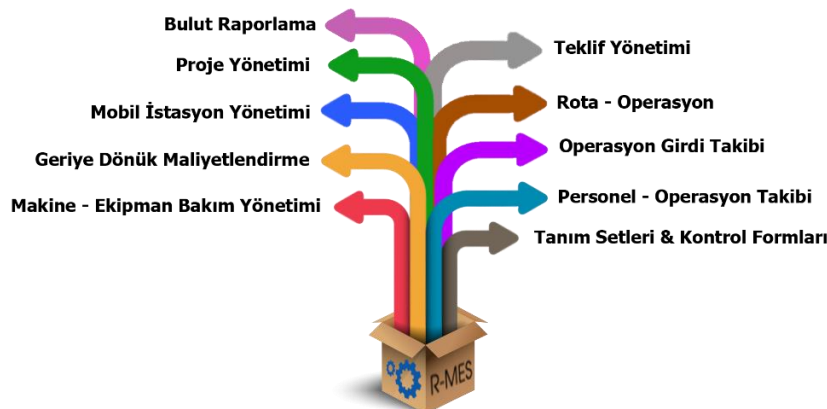 Bulut Raporlama
Proje Yönetimi
Mobil İstasyon Yönetimi
Geriye Dönük Maliyetlendirme
Makine - Ekipman Bakım Yönetimi
Teklif Yönetimi
Rota - Operasyon
Operasyon Girdi Takibi
Personel - Operasyon Takibi
Tanım Setleri & Kontrol Formları
R-MES